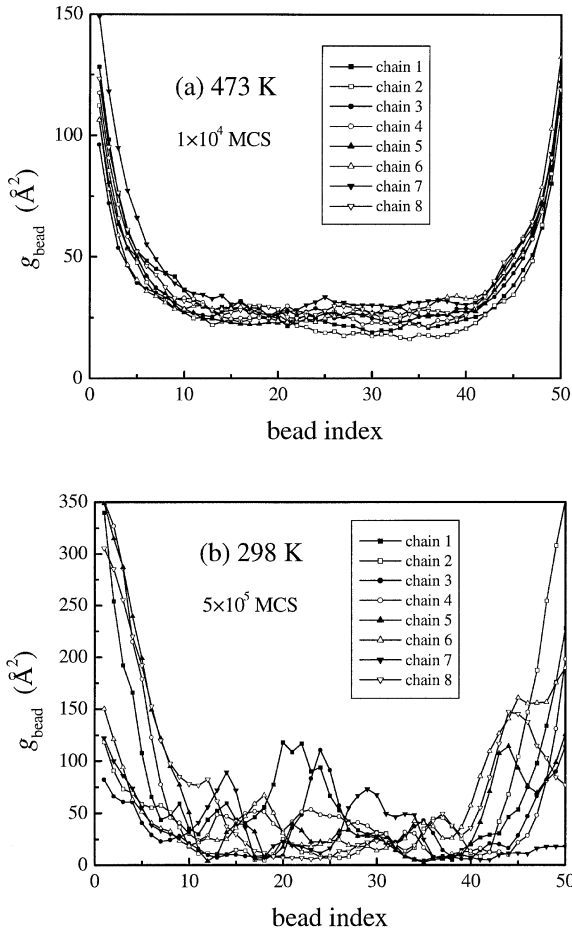 150
100
50
0
g_bead (Å²)
(a) 473 K
1×10⁴ MCS
chain 1
chain 2
chain 3
chain 4
chain 5
chain 6
chain 7
chain 8
0 10 20 30 40 50
bead index
350
300
250
200
150
100
50
0
g_bead (Å²)
(b) 298 K
5×10⁵ MCS
chain 1
chain 2
chain 3
chain 4
chain 5
chain 6
chain 7
chain 8
0 10 20 30 40 50
bead index